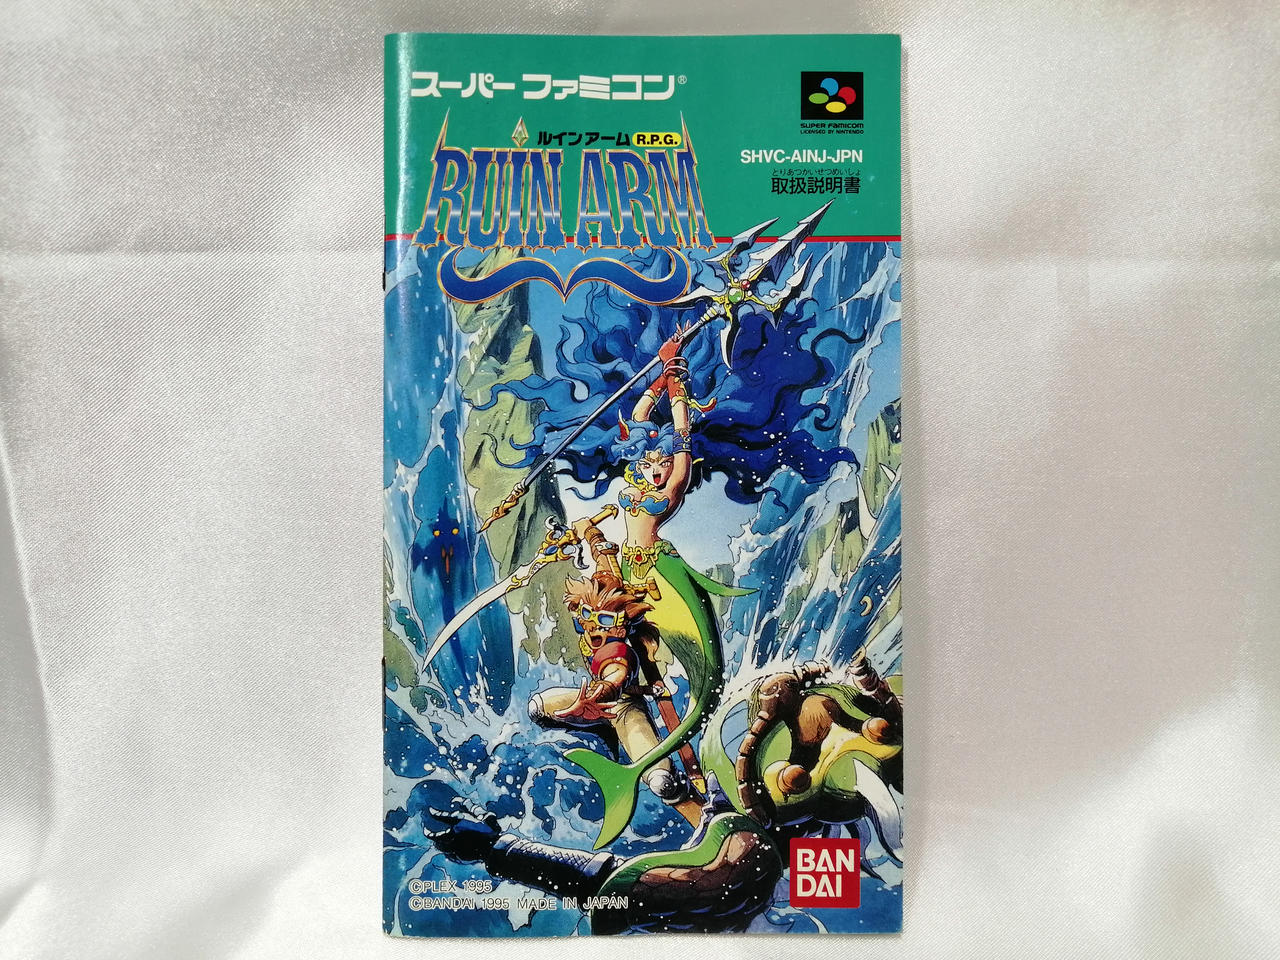 スーパーファミコン®
SUPER FAMICOM
LICENSED BY NINTENDO
ルインアーム R.P.G.
RUIN ARM
SHVC-AINJ-JPN
とりあつかいせつめいしょ
取扱説明書
BAN
DAI
©PLEX 1995
©BANDAI 1995 MADE IN JAPAN